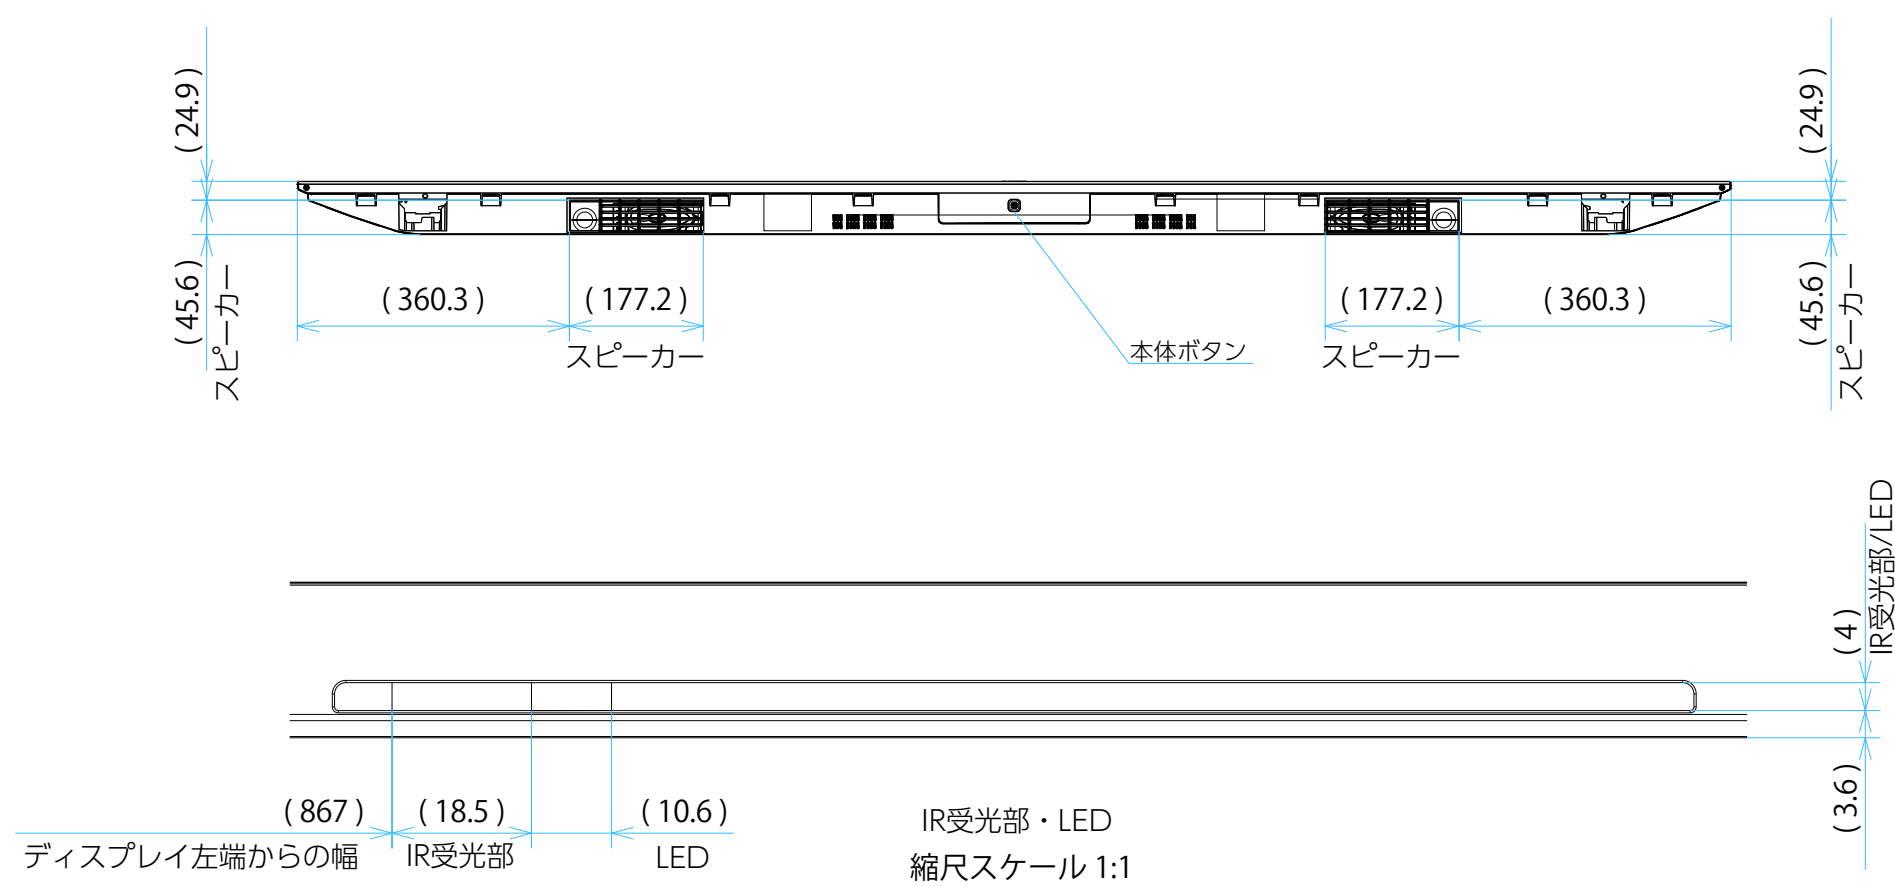 ( 24.9 )
( 24.9 )
( 45.6 )
スピーカー
( 360.3 )
( 177.2 )
スピーカー
本体ボタン
( 177.2 )
スピーカー
( 360.3 )
( 45.6 )
スピーカー
IR受光部/LED
( 4 )
( 3.6 )
( 867 )
ディスプレイ左端からの幅
( 18.5 )
IR受光部
( 10.6 )
LED
IR受光部・LED
縮尺スケール 1:1